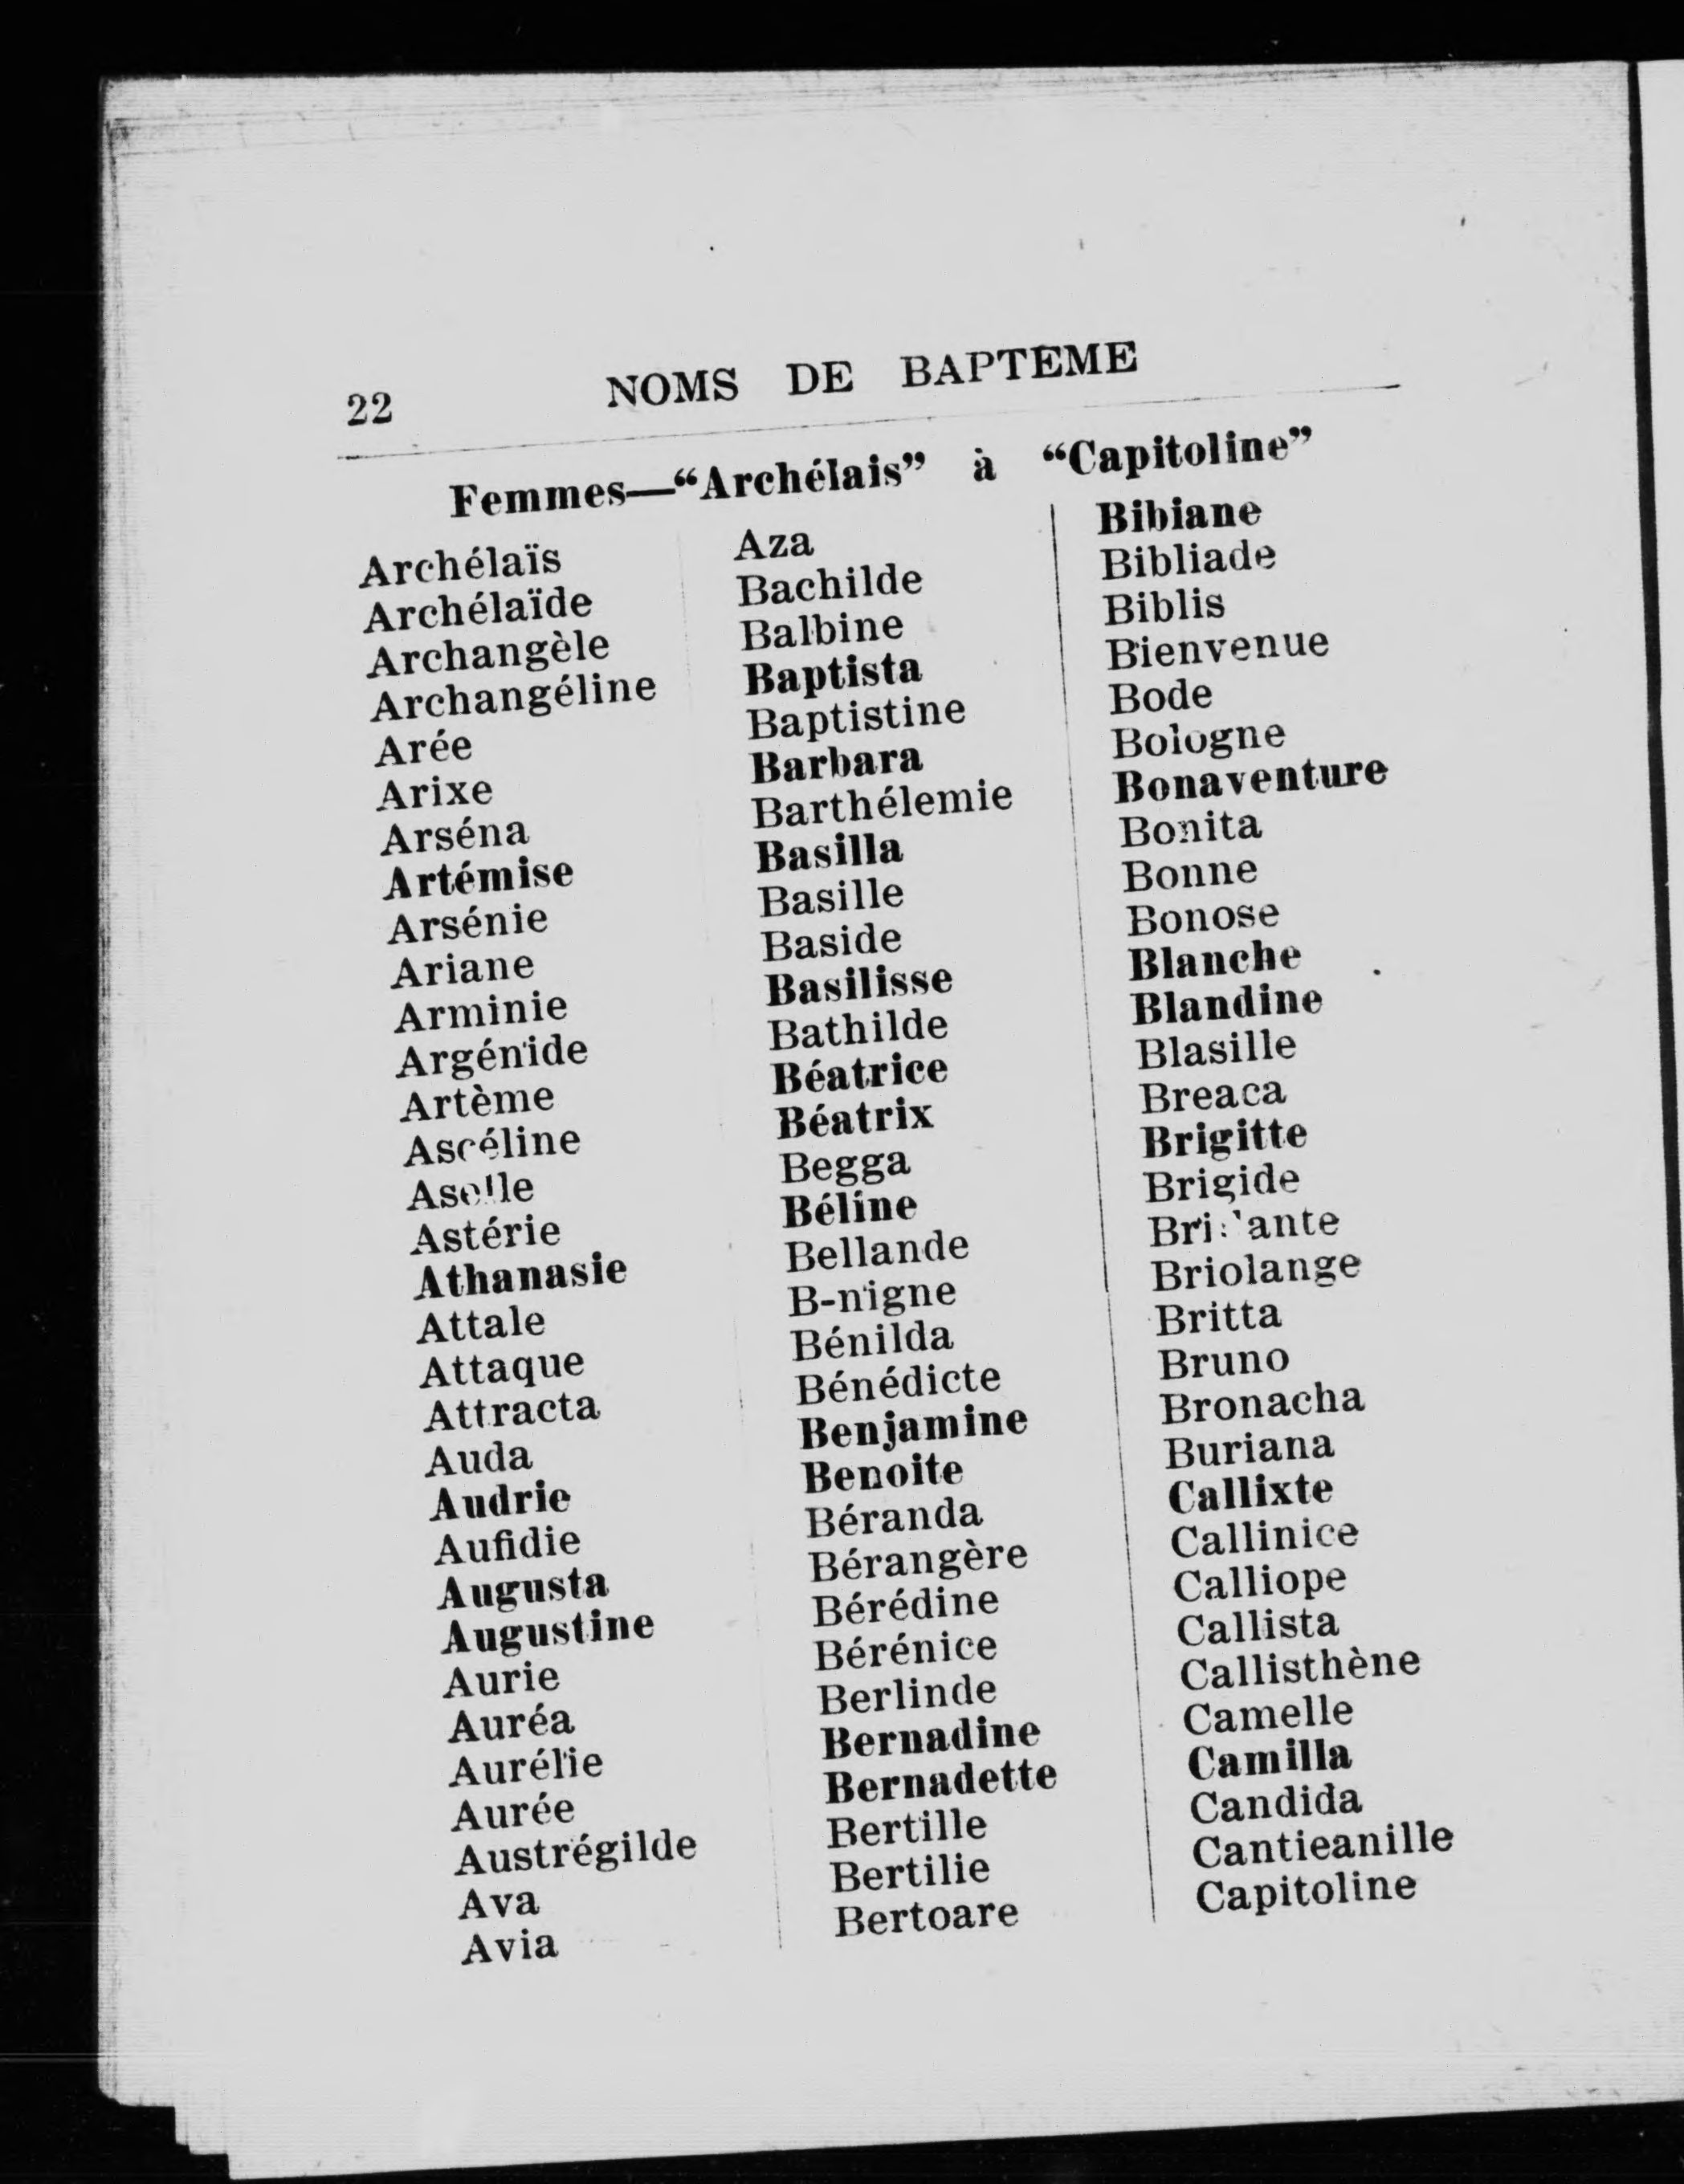 22 NOMS DE BAPTEME
Femmes—“Archélais” à “Capitoline”
Archélaïs
Archélaïde
Archangèle
Archangéline
Arée
Arixe
Arséna
Artémise
Arsénie
Ariane
Arminie
Argénide
Artème
Ascéline
Aselle
Astérie
Athanasie
Attale
Attaque
Attracta
Auda
Audrie
Aufidie
Augusta
Augustine
Aurie
Auréa
Aurélie
Aurée
Austrégilde
Ava
Avia
Aza
Bachilde
Balbine
Baptista
Baptistine
Barbara
Barthélemie
Basilla
Basille
Baside
Basilisse
Bathilde
Béatrice
Béatrix
Begga
Béline
Bellande
B-nigne
Bénilda
Bénédicte
Benjamine
Benoite
Béranda
Bérangère
Bérédine
Bérénice
Berlinde
Bernadine
Bernadette
Bertille
Bertilie
Bertoare
Bibiane
Bibliade
Biblis
Bienvenue
Bode
Bologne
Bonaventure
Bonita
Bonne
Bonose
Blanche
Blandine
Blasille
Breaca
Brigitte
Brigide
Briolange
Britta
Bruno
Bronacha
Buriana
Callixte
Callinice
Calliope
Callista
Callisthène
Camelle
Camilla
Candida
Cantieanille
Capitoline